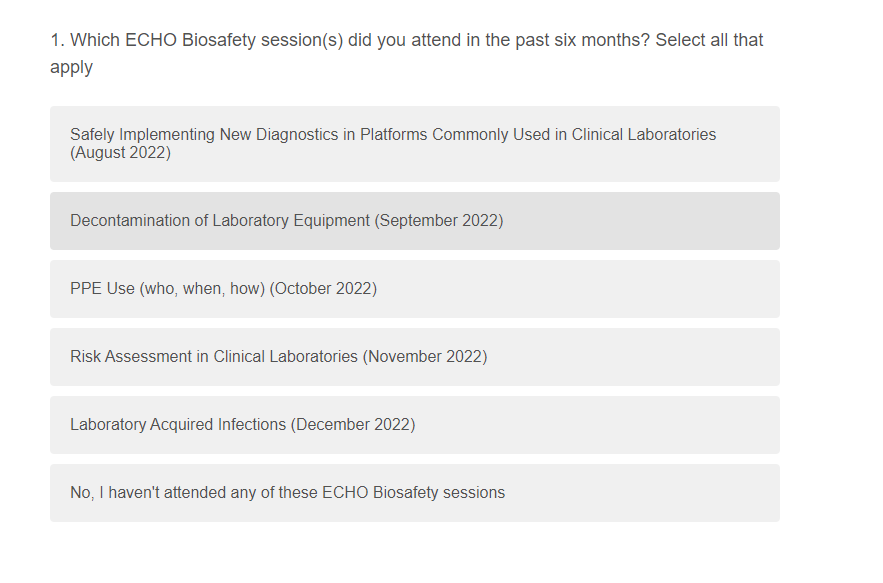 1. Which ECHO Biosafety session(s) did you attend in the past six months? Select all that
apply
Safely Implementing New Diagnostics in Platforms Commonly Used in Clinical Laboratories
(August 2022)
Decontamination of Laboratory Equipment (September 2022)
PPE Use (who, when, how) (October 2022)
Risk Assessment in Clinical Laboratories (November 2022)
Laboratory Acquired Infections (December 2022)
No, I haven't attended any of these ECHO Biosafety sessions